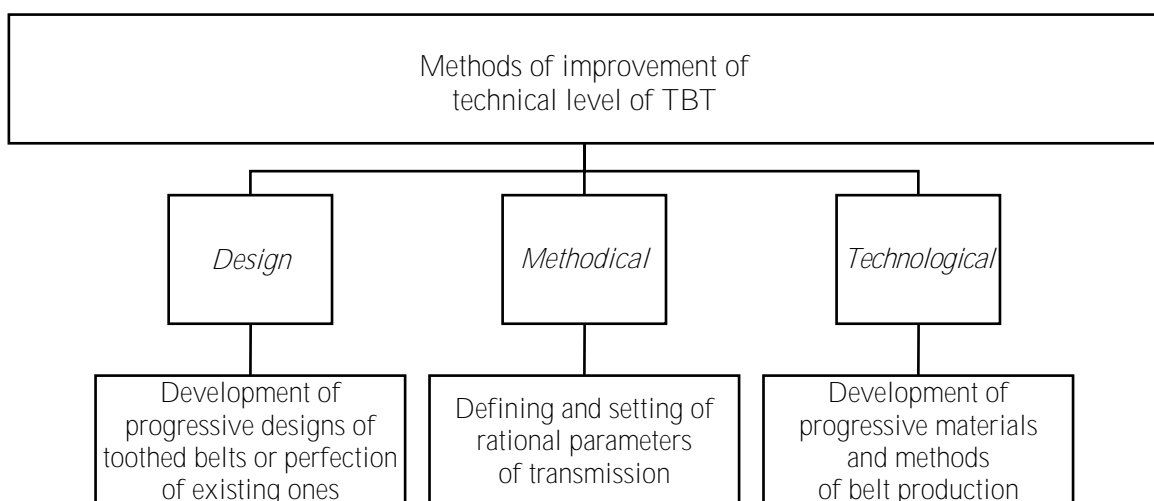 Methods of improvement of
technical level of TBT
Design
Methodical
Technological
Development of
progressive designs of
toothed belts or perfection
of existing ones
Defining and setting of
rational parameters
of transmission
Development of
progressive materials
and methods
of belt production